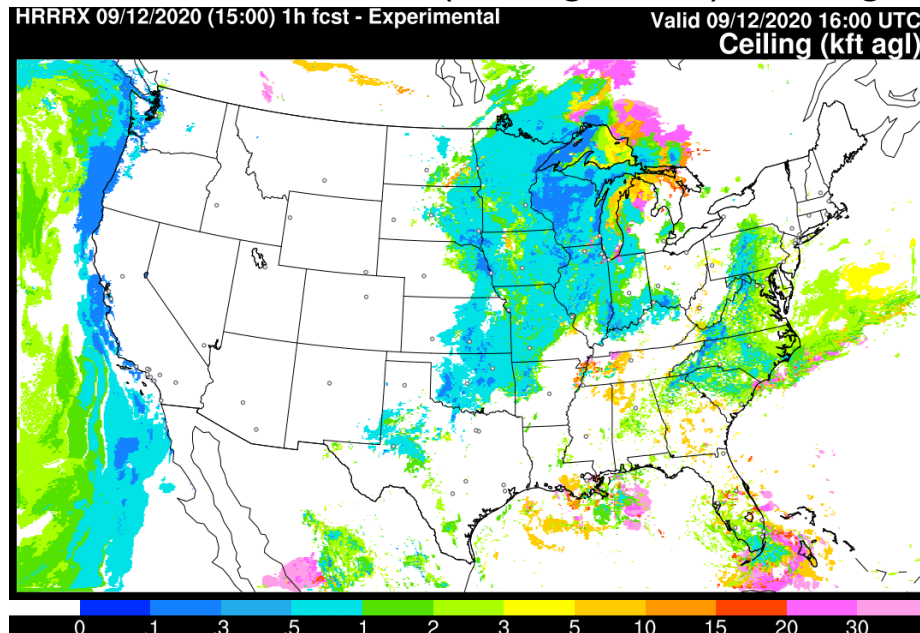 HRRRX 09/12/2020 (15:00) 1h fcst - Experimental
Valid 09/12/2020 16:00 UTC
Ceiling (kft agl)
0 .1 .3 .5 1 2 3 5 10 15 20 30